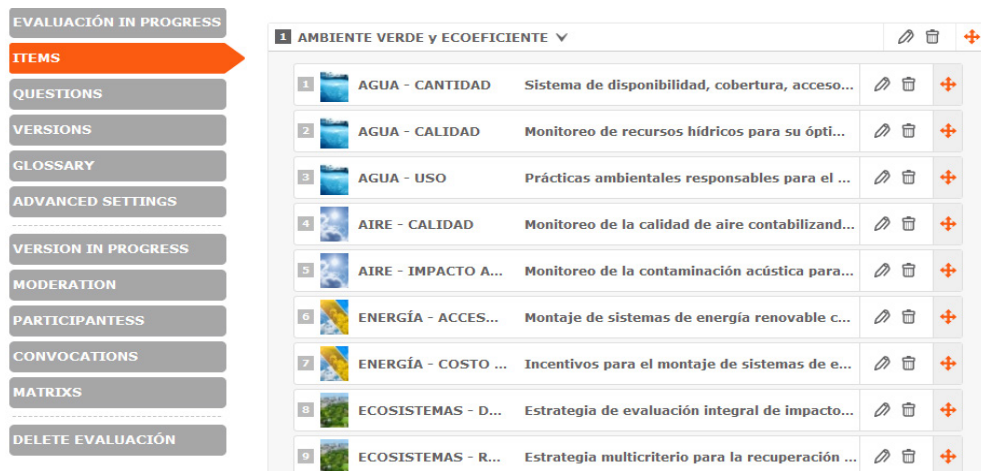 EVALUACIÓN IN PROGRESS
ITEMS
QUESTIONS
VERSIONS
GLOSSARY
ADVANCED SETTINGS
VERSION IN PROGRESS
MODERATION
PARTICIPANTESS
CONVOCATIONS
MATRIXS
DELETE EVALUACIÓN
1 AMBIENTE VERDE y ECOEFICIENTE
1 AGUA - CANTIDAD Sistema de disponibilidad, cobertura, acceso...
2 AGUA - CALIDAD Monitoreo de recursos hídricos para su ópti...
3 AGUA - USO Prácticas ambientales responsables para el ...
4 AIRE - CALIDAD Monitoreo de la calidad de aire contabilizand...
5 AIRE - IMPACTO A... Monitoreo de la contaminación acústica para...
6 ENERGÍA - ACCES... Montaje de sistemas de energía renovable c...
7 ENERGÍA - COSTO ... Incentivos para el montaje de sistemas de e...
8 ECOSISTEMAS - D... Estrategia de evaluación integral de impacto...
9 ECOSISTEMAS - R... Estrategia multicriterio para la recuperación ...